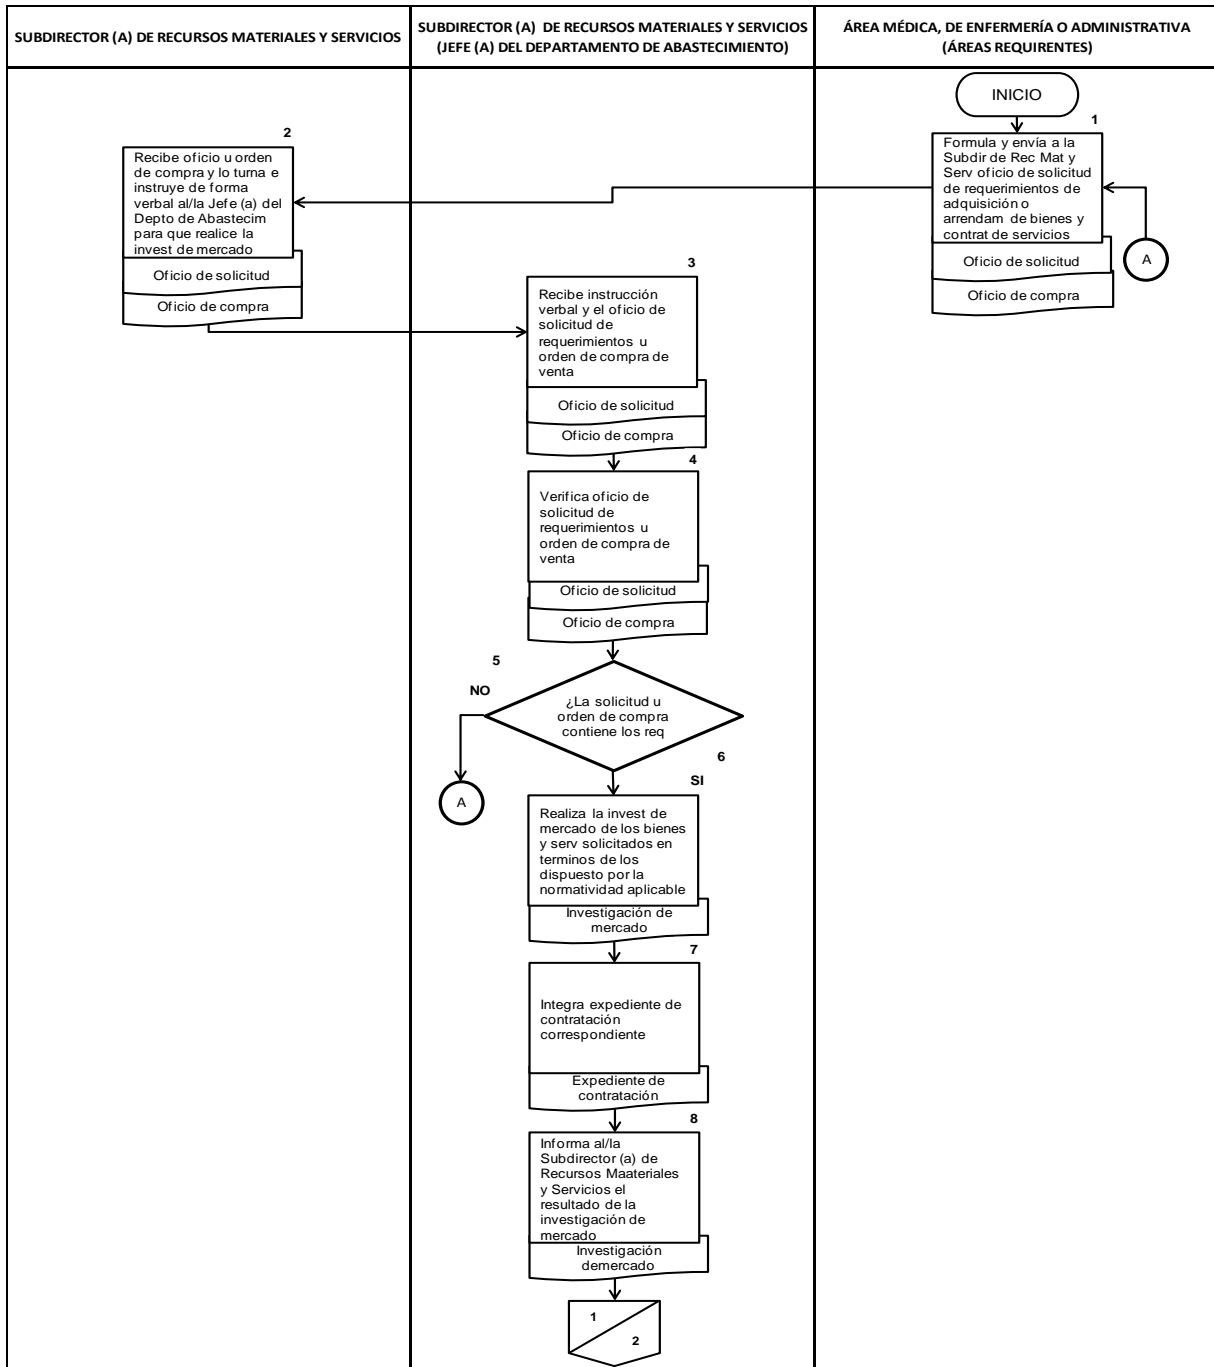 SUBDIRECTOR (A) DE RECURSOS MATERIALES Y SERVICIOS
SUBDIRECTOR (A) DE RECURSOS MATERIALES Y SERVICIOS
(JEFE (A) DEL DEPARTAMENTO DE ABASTECIMIENTO)
ÁREA MÉDICA, DE ENFERMERÍA O ADMINISTRATIVA
(ÁREAS REQUIRENTES)
INICIO
1
Formula y envía a la
Subdir de Rec Mat y
Serv oficio de solicitud
de requerimientos de
adquisición o
arrendam de bienes y
contrat de servicios
Oficio de solicitud
Oficio de compra
A
2
Recibe oficio u orden
de compra y lo turna e
instruye de forma
verbal al/la Jefe (a) del
Depto de Abastecim
para que realice la
invest de mercado
Oficio de solicitud
Oficio de compra
3
Recibe instrucción
verbal y el oficio de
solicitud de
requerimientos u
orden de compra de
venta
Oficio de solicitud
Oficio de compra
4
Verifica oficio de
solicitud de
requerimientos u
orden de compra de
venta
Oficio de solicitud
Oficio de compra
5
NO
¿La solicitud u
orden de compra
contiene los req
A
6
SI
Realiza la invest de
mercado de los bienes
y serv solicitados en
terminos de los
dispuesto por la
normatividad aplicable
Investigación de
mercado
7
Integra expediente de
contratación
correspondiente
Expediente de
contratación
8
Informa al/la
Subdirector (a) de
Recursos Maateriales
y Servicios el
resultado de la
investigación de
mercado
Investigación
demercado
1
2